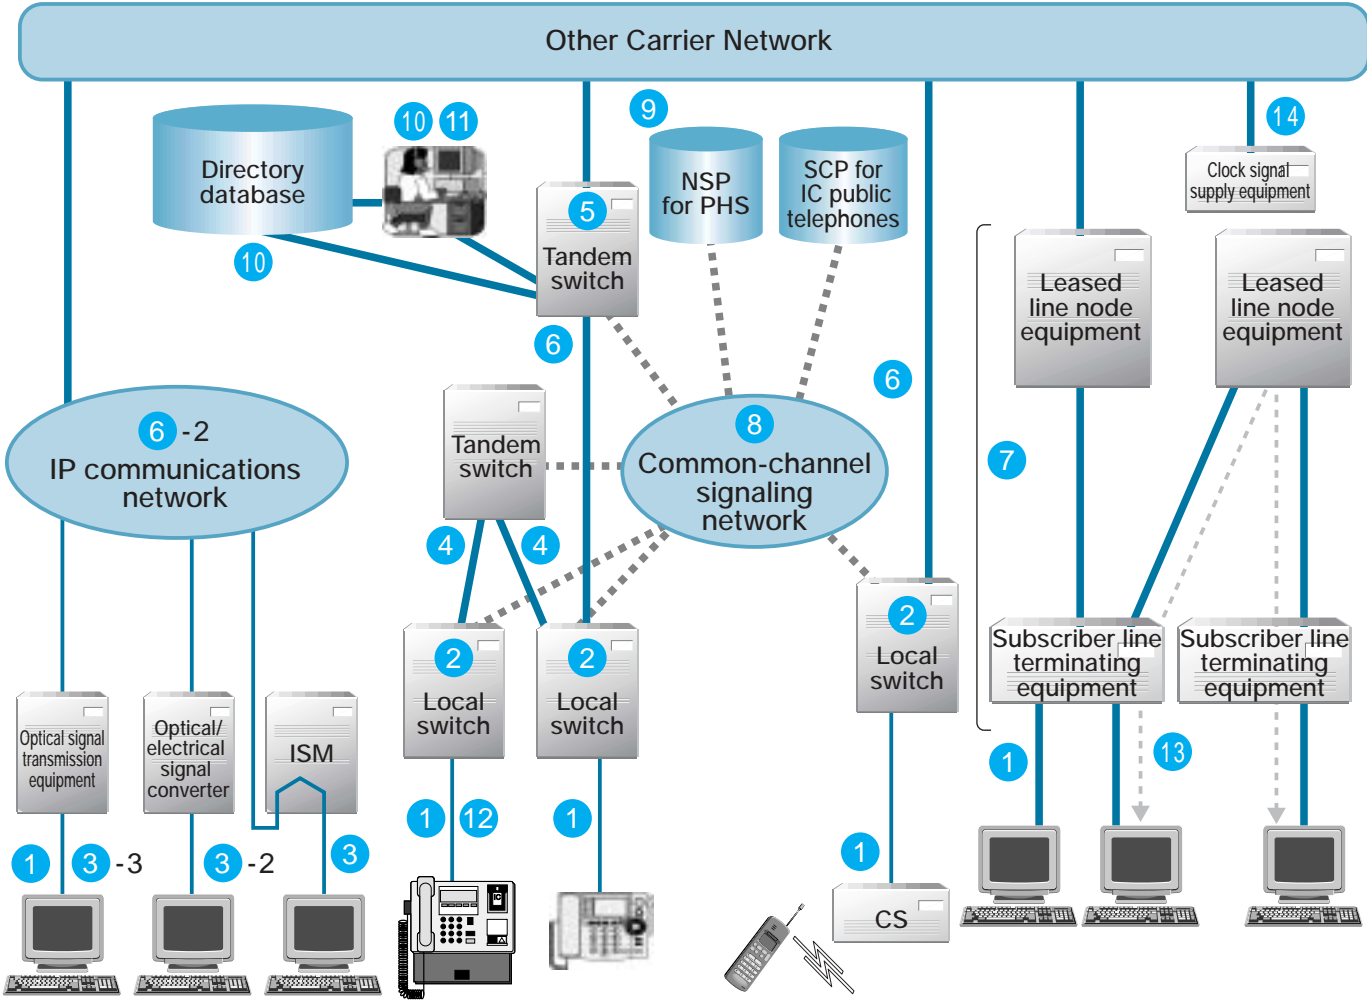 Other Carrier Network
14
9
10 11
Clock signal
supply equipment
Directory
database
NSP
for PHS
SCP for
IC public
telephones
5
Tandem
switch
10
Leased
line node
equipment
Leased
line node
equipment
6
6
8
Common-channel
signaling
network
6 -2
IP communications
network
Tandem
switch
7
4
4
2
Local
switch
2
Local
switch
2
Local
switch
Subscriber line
terminating
equipment
Subscriber line
terminating
equipment
Optical signal
transmission
equipment
Optical/
electrical
signal
converter
ISM
1
13
1
12
1
1
1
3 -3
3 -2
3
IC
CS